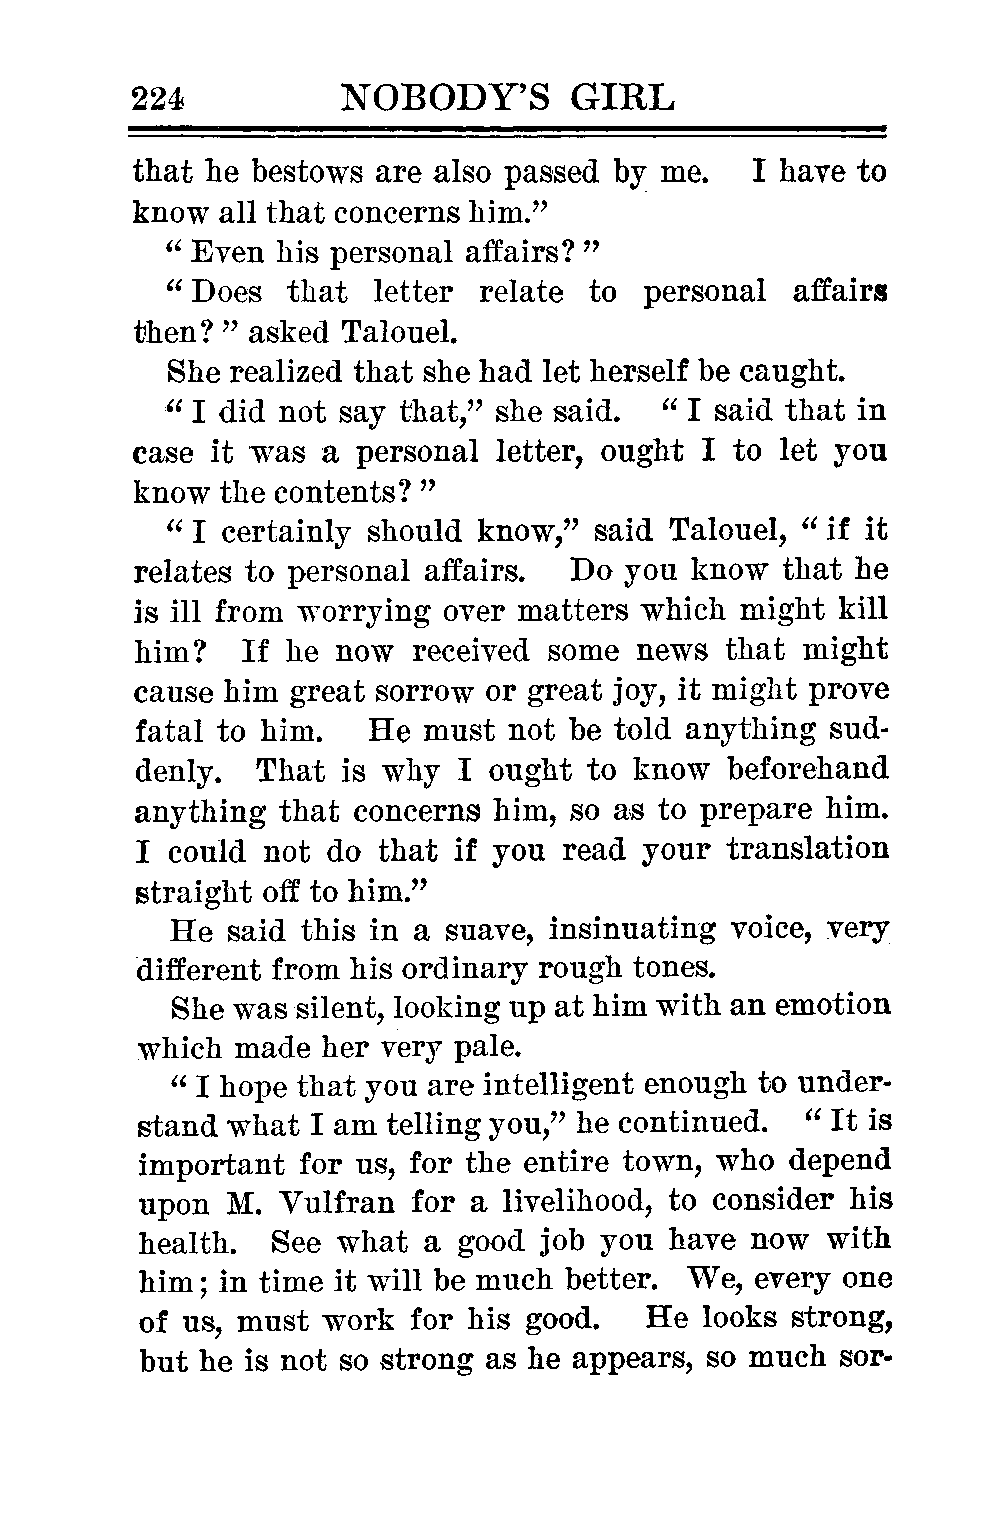 224 NOBODY'S GIRL
that he bestows are also passed by me. I have to
know all that concerns him.”
“ Even his personal affairs? ”
“ Does that letter relate to personal affairs
then? ” asked Talouel.
She realized that she had let herself be caught.
“ I did not say that,” she said. “ I said that in
case it was a personal letter, ought I to let you
know the contents? ”
“ I certainly should know,” said Talouel, “ if it
relates to personal affairs. Do you know that he
is ill from worrying over matters which might kill
him? If he now received some news that might
cause him great sorrow or great joy, it might prove
fatal to him. He must not be told anything sud-
denly. That is why I ought to know beforehand
anything that concerns him, so as to prepare him.
I could not do that if you read your translation
straight off to him.”
He said this in a suave, insinuating voice, very
different from his ordinary rough tones.
She was silent, looking up at him with an emotion
which made her very pale.
“ I hope that you are intelligent enough to under-
stand what I am telling you,” he continued. “ It is
important for us, for the entire town, who depend
upon M. Vulfran for a livelihood, to consider his
health. See what a good job you have now with
him; in time it will be much better. We, every one
of us, must work for his good. He looks strong,
but he is not so strong as he appears, so much sor-